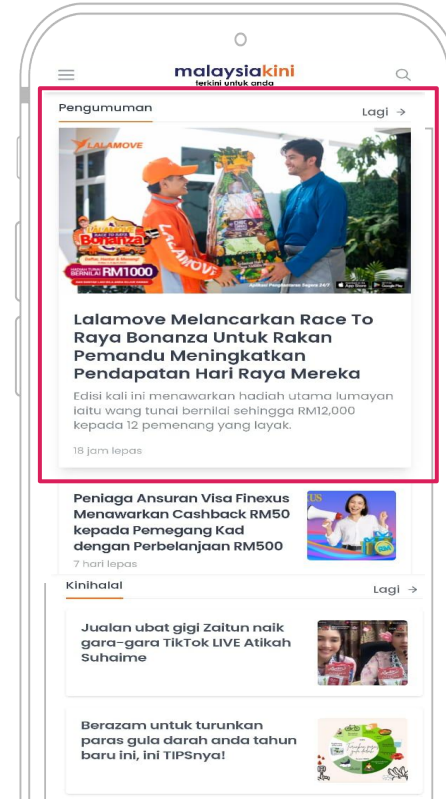 malaysiakini
terkini untuk anda
Pengumuman
Lagi →
LALAMOVE
Bonanza
RM1000
LALAMOVE
Lalamove Melancarkan Race To
Raya Bonanza Untuk Rakan
Pemandu Meningkatkan
Pendapatan Hari Raya Mereka
Edisi kali ini menawarkan hadiah utama lumayan
iaitu wang tunai bernilai sehingga RM12,000
kepada 12 pemenang yang layak.
18 jam lepas
Peniaga Ansuran Visa Finexus
Menawarkan Cashback RM50
kepada Pemegang Kad
dengan Perbelanjaan RM500
7 hari lepas
Kinihalal
Lagi →
Jualan ubat gigi Zaitun naik
gara-gara TikTok LIVE Atikah
Suhaime
Berazam untuk turunkan
paras gula darah anda tahun
baru ini, ini TIPSnya!